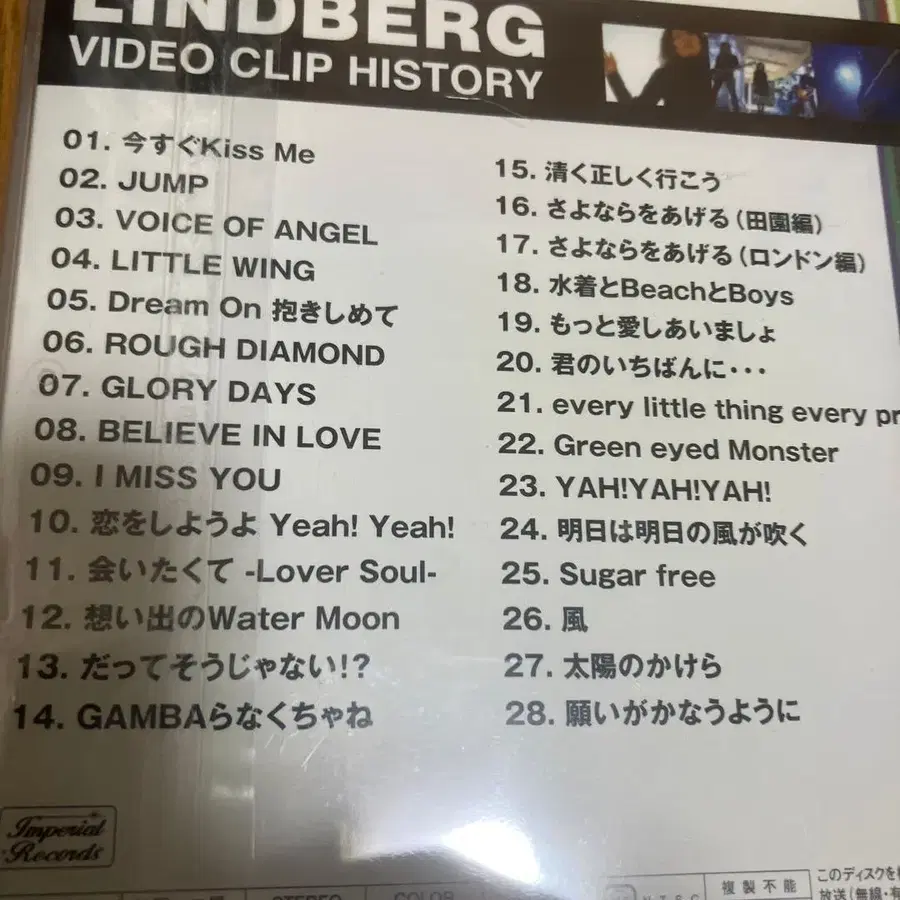 LINDBERG
VIDEO CLIP HISTORY
01. 今すぐKiss Me
02. JUMP
03. VOICE OF ANGEL
04. LITTLE WING
05. Dream On 抱きしめて
06. ROUGH DIAMOND
07. GLORY DAYS
08. BELIEVE IN LOVE
09. I MISS YOU
10. 恋をしようよ Yeah! Yeah!
11. 会いたくて -Lover Soul-
12. 想い出のWater Moon
13. だってそうじゃない!?
14. GAMBAらなくちゃね
15. 清く正しく行こう
16. さよならをあげる(田園編)
17. さよならをあげる(ロンドン編)
18. 水着とBeachとBoys
19. もっと愛しあいましょ
20. 君のいちばんに・・・
21. every little thing every pr
22. Green eyed Monster
23. YAH!YAH!YAH!
24. 明日は明日の風が吹く
25. Sugar free
26. 風
27. 太陽のかけら
28. 願いがかなうように
Imperial
Records
STEREO
COLOR
NTSC
複製不能
このディスクを
放送(無線・有